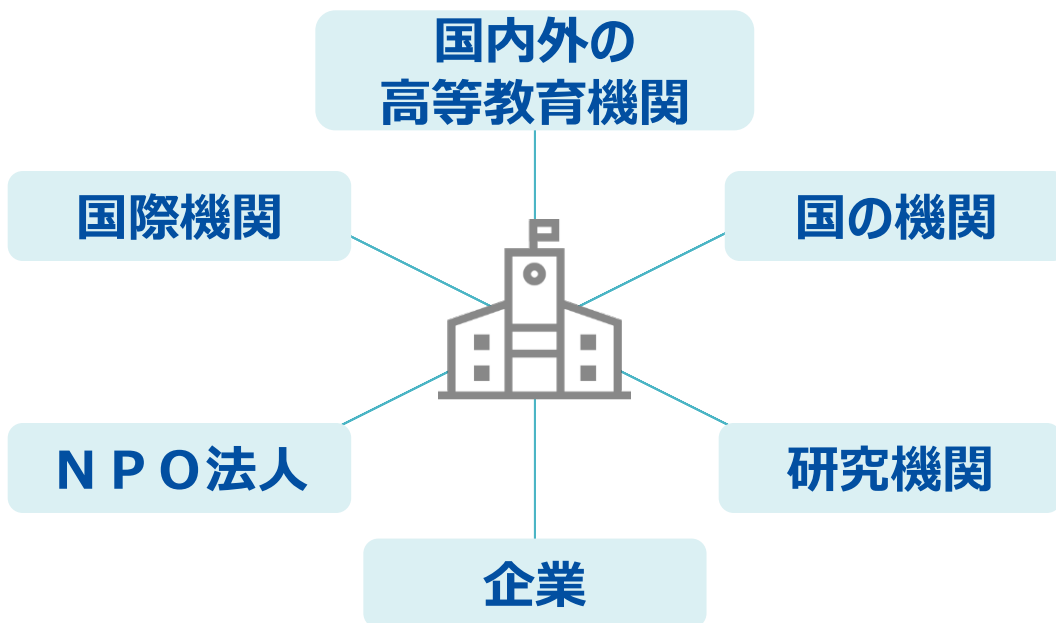 国内外の
高等教育機関
国際機関
国の機関
ＮＰＯ法人
研究機関
企業